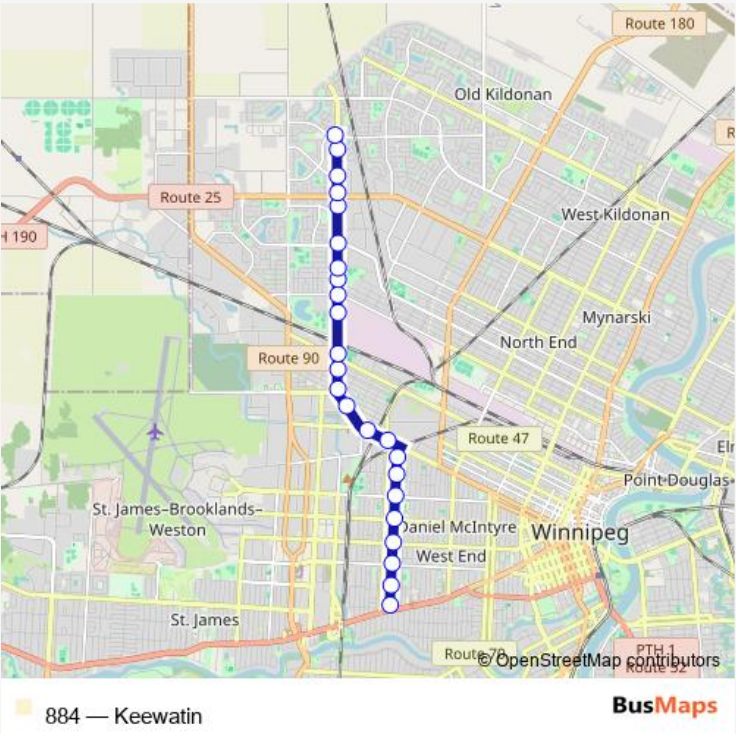 Route 180
Old Kildonan
R
Route 25
West Kildonan
H 190
Mynarski
North End
Route 90
Route 47
Elm
Point Douglas
St. James–Brooklands–
Weston
Daniel McIntyre
Winnipeg
West End
St. James
Route 70
PTH 1
© OpenStreetMap contributors
Route 52
884 — Keewatin
BusMaps